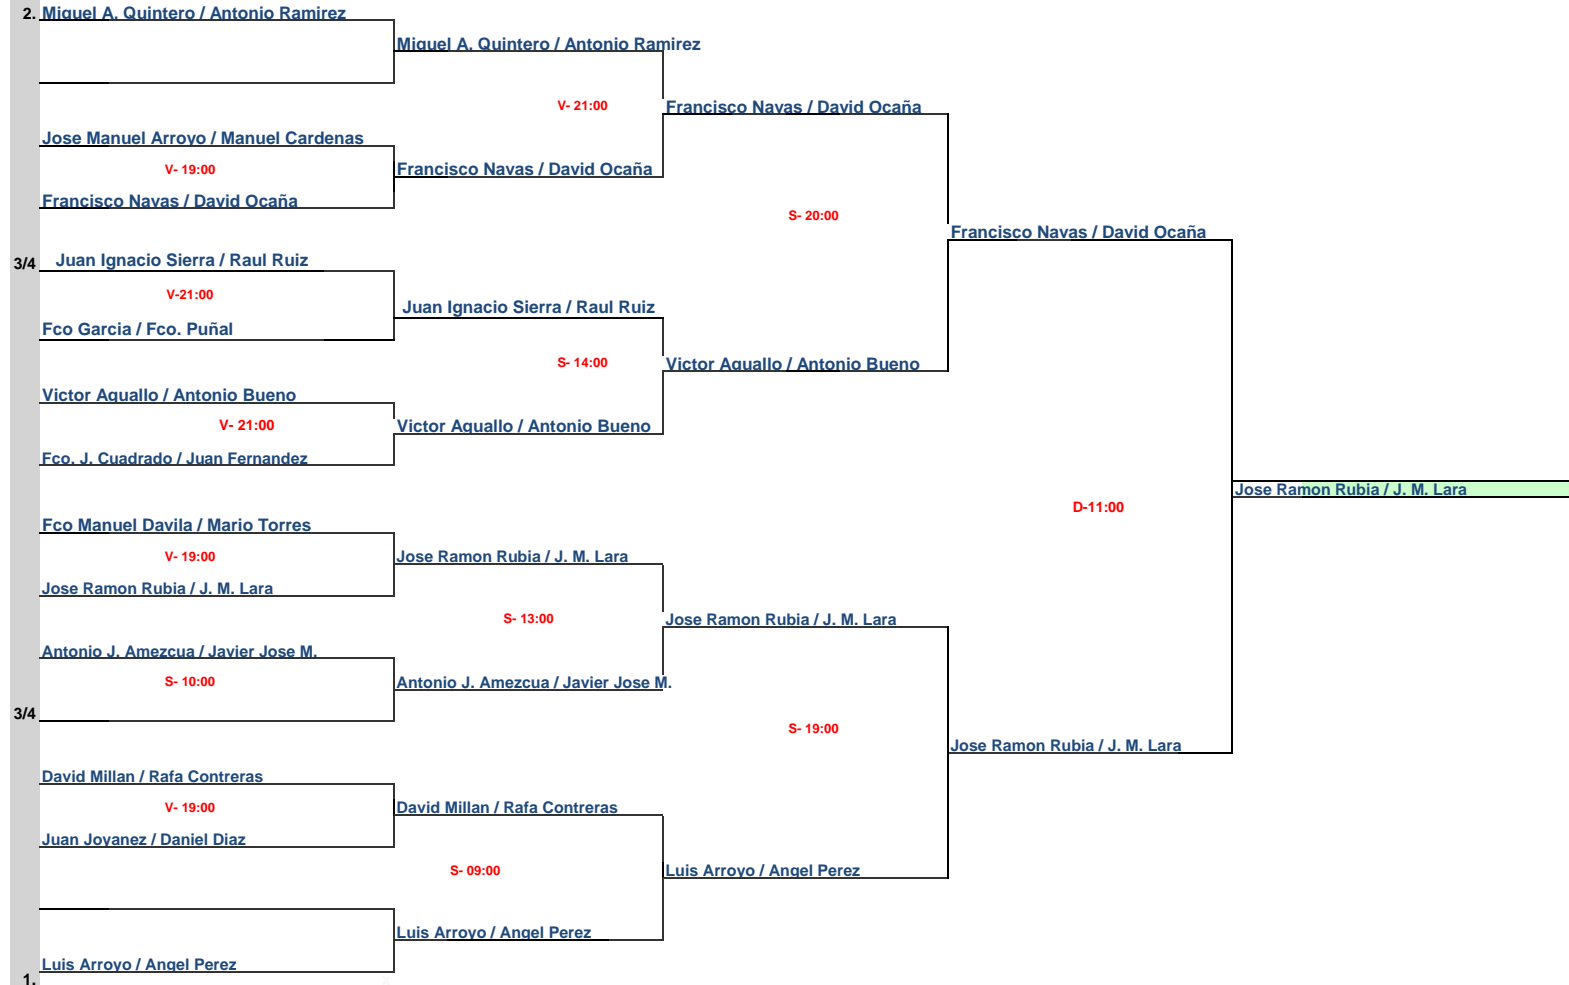 2. Miguel A. Quintero / Antonio Ramirez
Miguel A. Quintero / Antonio Ramirez
V- 21:00
Francisco Navas / David Ocaña
Jose Manuel Arroyo / Manuel Cardenas
V- 19:00
Francisco Navas / David Ocaña
Francisco Navas / David Ocaña
S- 20:00
Francisco Navas / David Ocaña
3/4 Juan Ignacio Sierra / Raul Ruiz
V-21:00
Juan Ignacio Sierra / Raul Ruiz
Fco Garcia / Fco. Puñal
S- 14:00
Victor Aguallo / Antonio Bueno
Victor Aguallo / Antonio Bueno
V- 21:00
Victor Aguallo / Antonio Bueno
Fco. J. Cuadrado / Juan Fernandez
Jose Ramon Rubia / J. M. Lara
D-11:00
Fco Manuel Davila / Mario Torres
V- 19:00
Jose Ramon Rubia / J. M. Lara
Jose Ramon Rubia / J. M. Lara
S- 13:00
Jose Ramon Rubia / J. M. Lara
Antonio J. Amezcua / Javier Jose M.
S- 10:00
Antonio J. Amezcua / Javier Jose M.
3/4
S- 19:00
Jose Ramon Rubia / J. M. Lara
David Millan / Rafa Contreras
V- 19:00
David Millan / Rafa Contreras
Juan Joyanez / Daniel Diaz
S- 09:00
Luis Arroyo / Angel Perez
Luis Arroyo / Angel Perez
Luis Arroyo / Angel Perez
1.